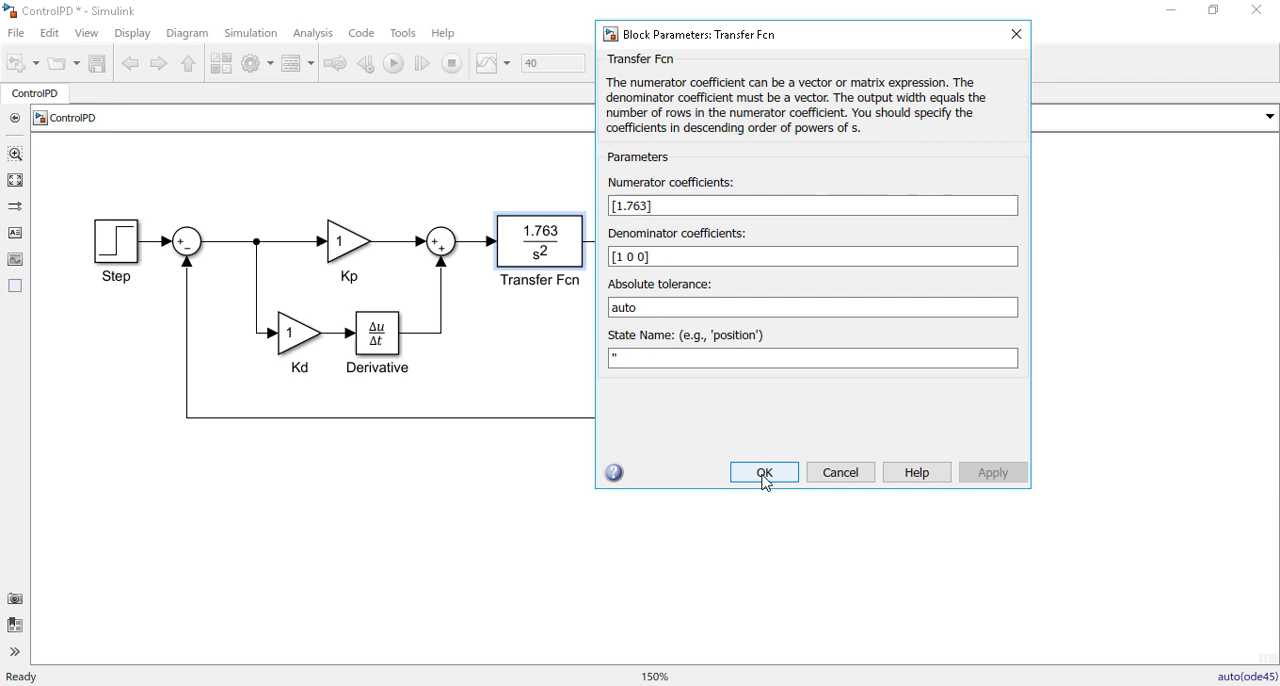 ControlPD * - Simulink
File Edit View Display Diagram Simulation Analysis Code Tools Help
40
ControlPD
ControlPD
Block Parameters: Transfer Fcn
Transfer Fcn
The numerator coefficient can be a vector or matrix expression. The
denominator coefficient must be a vector. The output width equals the
number of rows in the numerator coefficient. You should specify the
coefficients in descending order of powers of s.
Parameters
Numerator coefficients:
[1.763]
Denominator coefficients:
[1 0 0]
Absolute tolerance:
auto
State Name: (e.g., 'position')
''
OK Cancel Help Apply
Step
+
−
1
Kp
+
+
1.763
s2
Transfer Fcn
1
Kd
Δu
Δt
Derivative
Ready 150% auto(ode45)